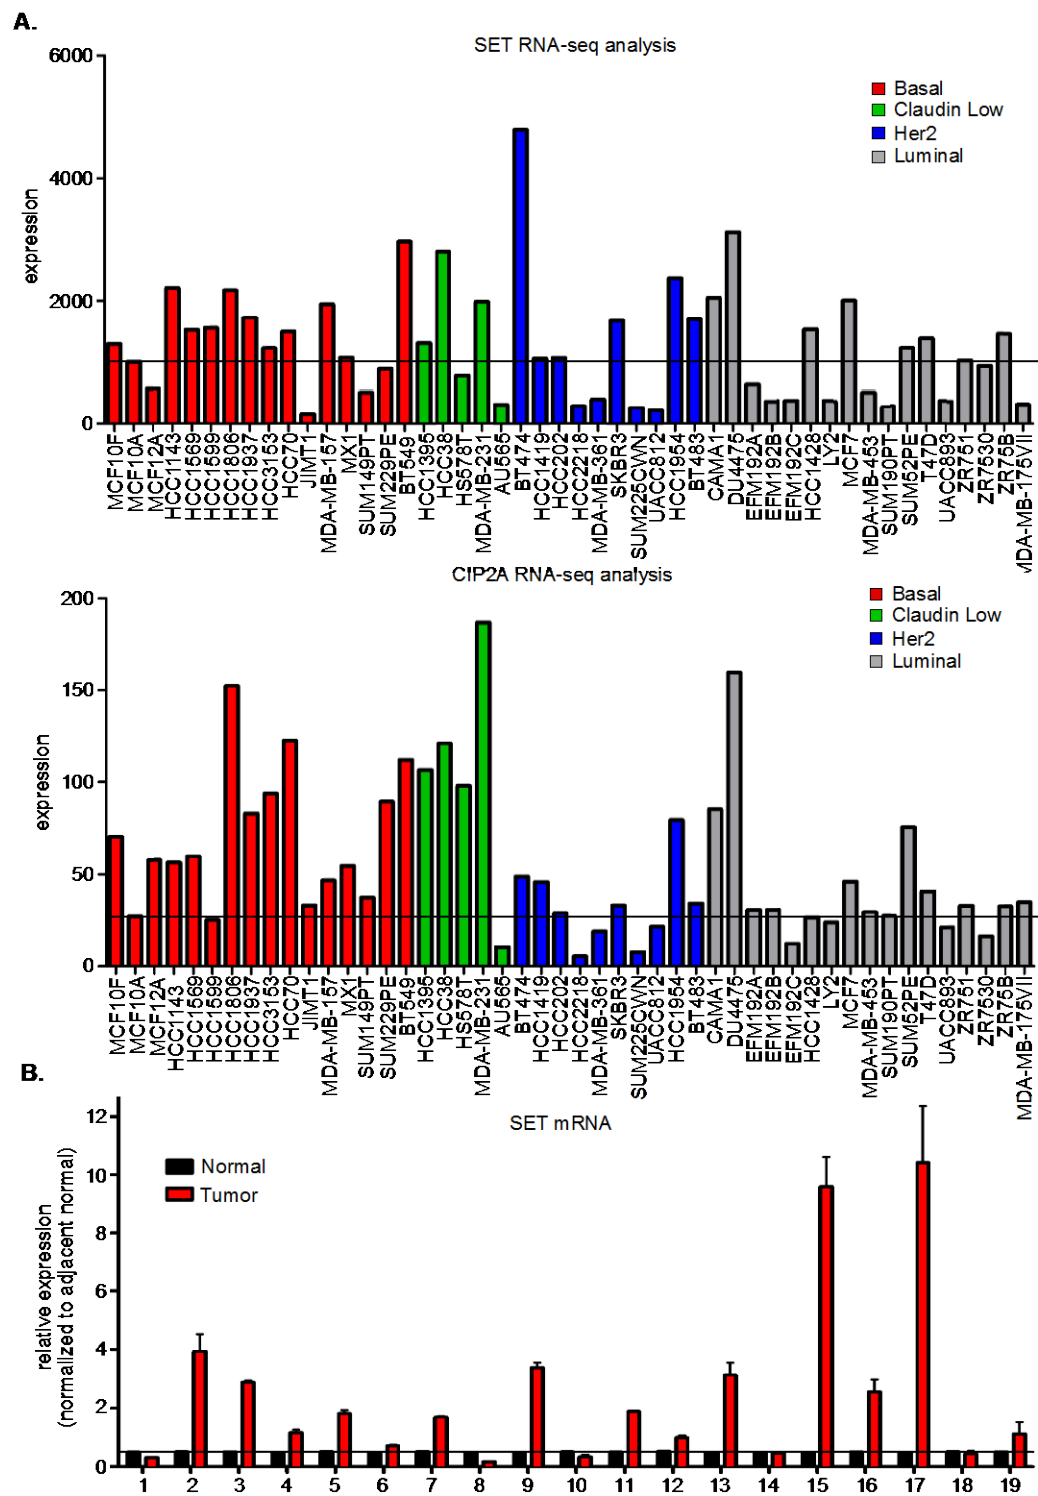 A.
SET RNA-seq analysis
6000
4000
2000
0
expression
Basal
Claudin Low
Her2
Luminal
MCF10F
MCF10A
MCF12A
HCC1143
HCC1569
HCC1599
HCC1806
HCC1937
HCC3153
HCC70
JIMT1
MDA-MB-157
MX1
SUM149PT
SUM229PE
BT549
HCC1395
HCC38
HS578T
MDA-MB-231
AU565
BT474
HCC1419
HCC202
HCC2218
MDA-MB-361
SKBR3
SUM225CWN
UACC812
HCC1954
BT483
CAMA1
DU4475
EFM192A
EFM192B
EFM192C
HCC1428
LY2
MCF7
MDA-MB-453
SUM190PT
SUM52PE
T47D
UACC893
ZR751
ZR7530
ZR75B
MDA-MB-175VII
CIP2A RNA-seq analysis
200
150
100
50
0
expression
Basal
Claudin Low
Her2
Luminal
MCF10F
MCF10A
MCF12A
HCC1143
HCC1569
HCC1599
HCC1806
HCC1937
HCC3153
HCC70
JIMT1
MDA-MB-157
MX1
SUM149PT
SUM229PE
BT549
HC1395
HCC38
HS578T
MDA-MB-231
AU565
BT474
HCC1419
HCC202
HCC2218
MDA-MB-361
SKBR3
SUM225CWN
UACC812
HCC1954
BT483
CAMA1
DU4475
EFM192A
EFM192B
EFM192C
HCC1428
LY2
MCF7
MDA-MB-453
SUM190PT
SUM52PE
T47D
UACC893
ZR751
ZR7530
ZR75B
MDA-MB-175VII
B.
SET mRNA
12
10
8
6
4
2
0
relative expression
(normalized to adjacent normal)
Normal
Tumor
1 2 3 4 5 6 7 8 9 10 11 12 13 14 15 16 17 18 19